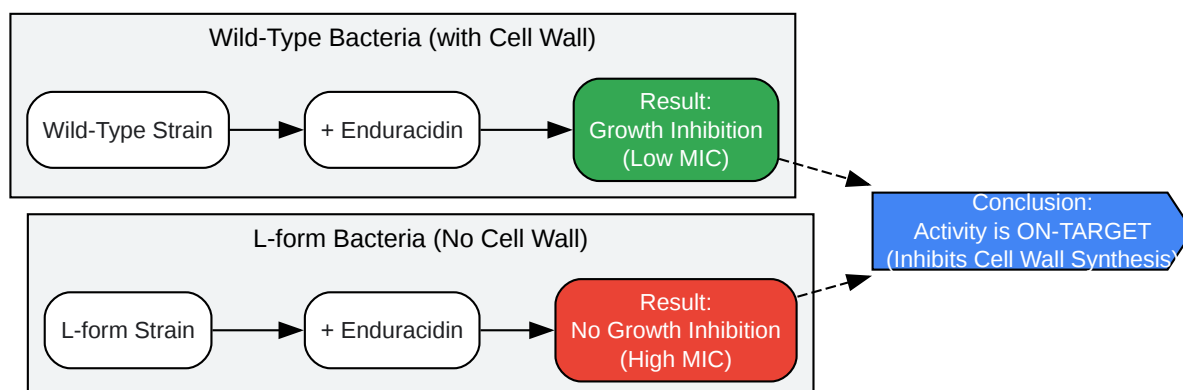 Wild-Type Bacteria (with Cell Wall)
Wild-Type Strain
+ Enduracidin
Result:
Growth Inhibition
(Low MIC)
L-form Bacteria (No Cell Wall)
L-form Strain
+ Enduracidin
Result:
No Growth Inhibition
(High MIC)
Conclusion:
Activity is ON-TARGET
(Inhibits Cell Wall Synthesis)